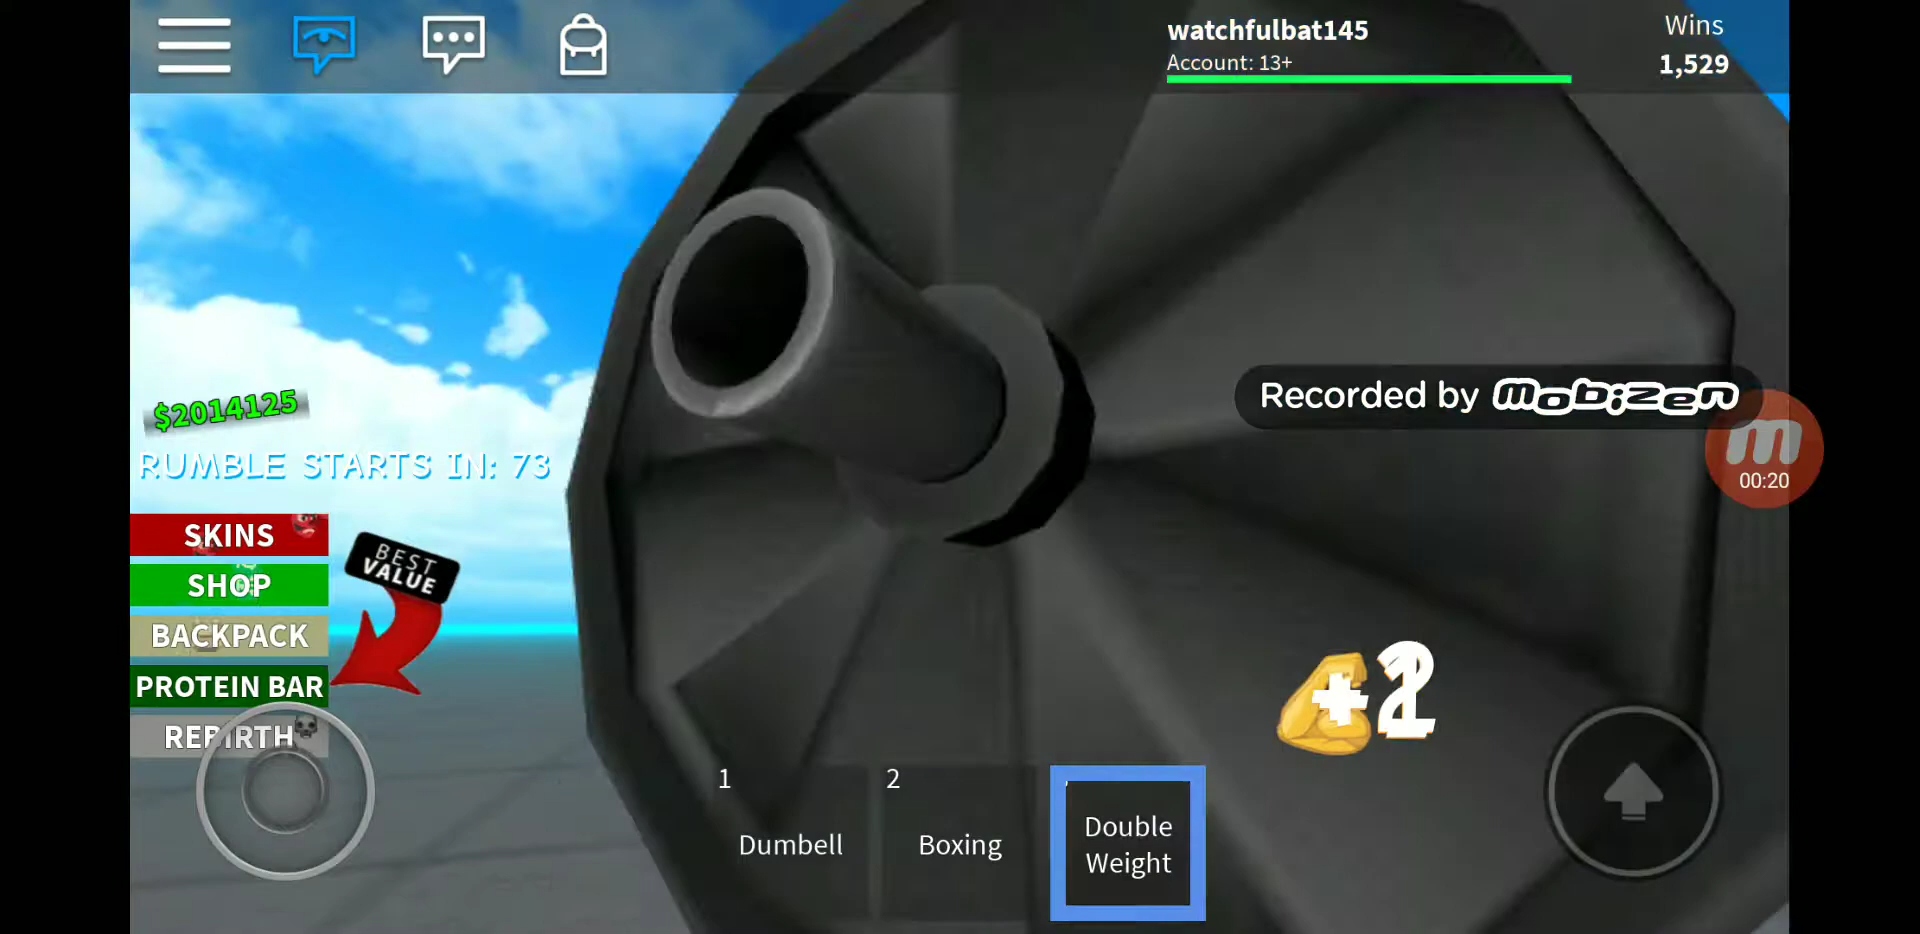 watchfulbat145
Account: 13+
Wins
1,529
Recorded by mobizen
m
00:20
$2014125
RUMBLE STARTS IN: 73
SKINS
SHOP
BACKPACK
PROTEIN BAR
REBIRTH
BEST
VALUE
1
Dumbell
2
Boxing
Double
Weight